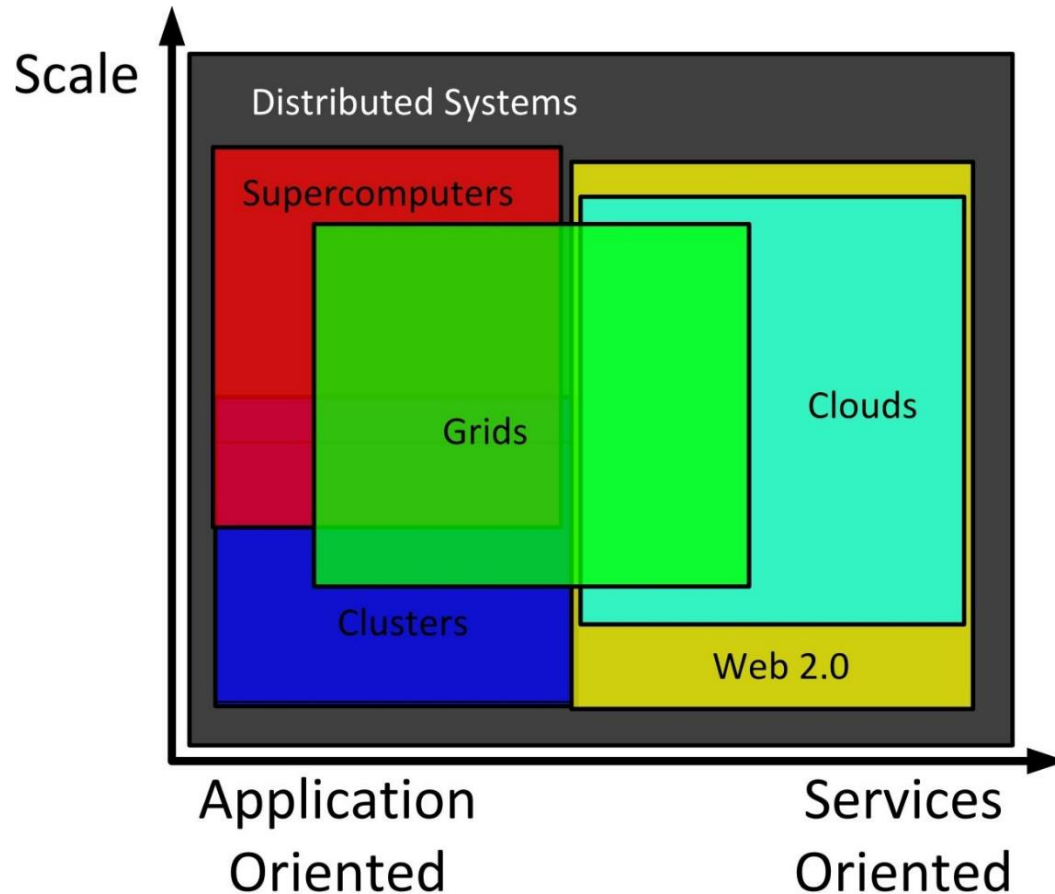 Scale
Distributed Systems
Supercomputers
Grids
Clouds
Clusters
Web 2.0
Application
Oriented
Services
Oriented